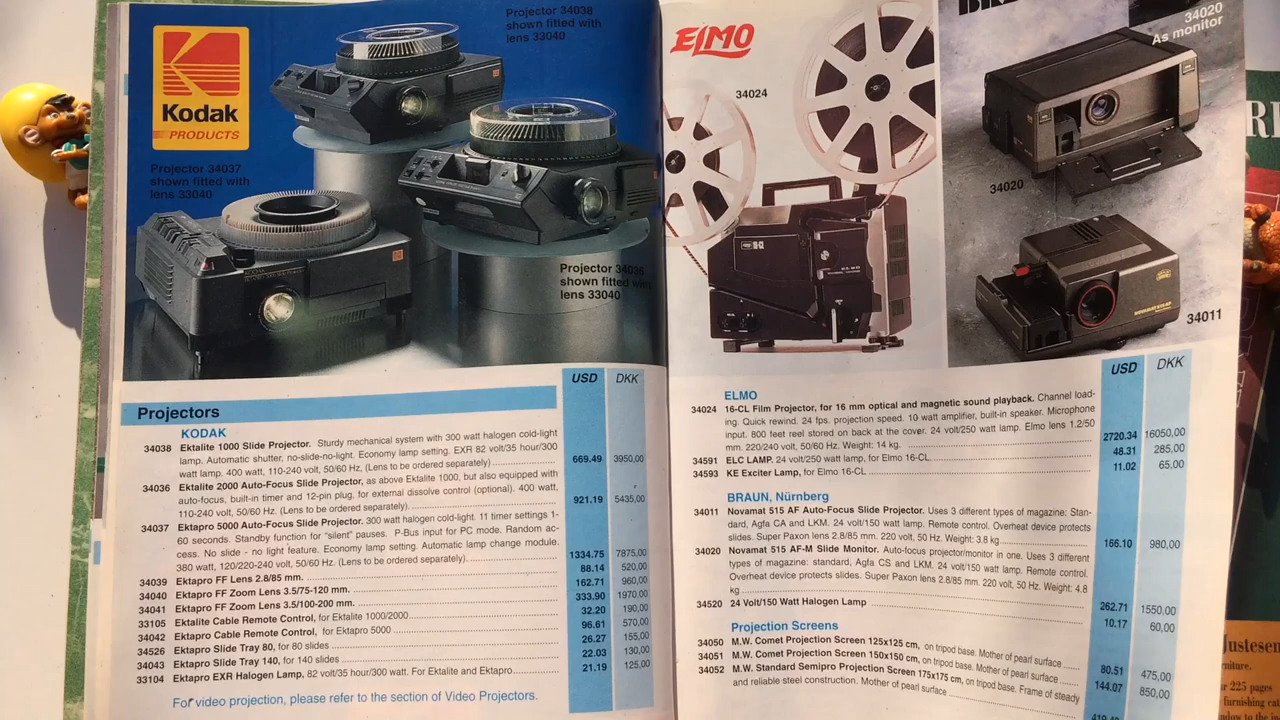 Kodak
PRODUCTS
Projector 34038
shown fitted with
lens 33040
Projector 34037
shown fitted with
lens 33040
Projector
shown fitted with
lens 33040
USD DKK
Projectors
KODAK
34038 Ektalite 1000 Slide Projector. Sturdy mechanical system with 300 watt halogen cold-light
lamp. Automatic shutter, no-slide-no-light. Economy lamp setting. EXR 82 volt/35 hour/300
watt lamp. 400 watt, 110-240 volt, 50/60 Hz. (Lens to be ordered separately) 669.49 3950,00
34036 Ektalite 2000 Auto-Focus Slide Projector, as above Ektalite 1000, but also equipped with
auto-focus, built-in timer and 12-pin plug, for external dissolve control (optional). 400 watt,
110-240 volt, 50/60 Hz. (Lens to be ordered separately). 921.19 5435,00
34037 Ektapro 5000 Auto-Focus Slide Projector. 300 watt halogen cold-light. 11 timer settings 1-
60 seconds. Standby function for "silent" pauses. P-Bus input for PC mode. Random ac-
cess. No slide - no light feature. Economy lamp setting. Automatic lamp change module.
380 watt, 120/220-240 volt, 50/60 Hz. (Lens to be ordered separately). 1334.75 7875,00
34039 Ektapro FF Lens 2.8/85 mm. 88.14 520,00
34040 Ektapro FF Zoom Lens 3.5/75-120 mm. 162.71 960,00
34041 Ektapro FF Zoom Lens 3.5/100-200 mm. 333.90 1970,00
33105 Ektalite Cable Remote Control, for Ektalite 1000/2000 32.20 190,00
34042 Ektapro Cable Remote Control, for Ektapro 5000 96.61 570,00
34526 Ektapro Slide Tray 80, for 80 slides 26.27 155,00
34043 Ektapro Slide Tray 140, for 140 slides 22.03 130,00
33104 Ektapro EXR Halogen Lamp, 82 volt/35 hour/300 watt. For Ektalite and Ektapro 21.19 125,00
For video projection, please refer to the section of Video Projectors.
ELMO
34024
34020
As monitor
34020
34011
USD DKK
ELMO
34024 16-CL Film Projector, for 16 mm optical and magnetic sound playback. Channel load-
ing. Quick rewind. 24 fps. projection speed. 10 watt amplifier, built-in speaker. Microphone
input. 800 feet reel stored on back at the cover. 24 volt/250 watt lamp. Elmo lens 1.2/50
mm. 220/240 volt, 50/60 Hz. Weight: 14 kg. 2720.34 16050,00
34591 ELC LAMP, 24 volt/250 watt lamp, for Elmo 16-CL. 48.31 285,00
34593 KE Exciter Lamp, for Elmo 16-CL 11.02 65,00
BRAUN, Nürnberg
34011 Novamat 515 AF Auto-Focus Slide Projector. Uses 3 different types of magazine: Stan-
dard, Agfa CA and LKM. 24 volt/150 watt lamp. Remote control. Overheat device protects
slides. Super Paxon lens 2.8/85 mm. 220 volt, 50 Hz. Weight: 3.8 kg 166.10 980,00
34020 Novamat 515 AF-M Slide Monitor. Auto-focus projector/monitor in one. Uses 3 different
types of magazine: standard, Agfa CS and LKM. 24 volt/150 watt lamp. Remote control.
Overheat device protects slides. Super Paxon lens 2.8/85 mm. 220 volt, 50 Hz. Weight: 4.8
kg 262.71 1550,00
34520 24 Volt/150 Watt Halogen Lamp 10.17 60,00
Projection Screens
34050 M.W. Comet Projection Screen 125x125 cm, on tripod base. Mother of pearl surface 80.51 475,00
34051 M.W. Comet Projection Screen 150x150 cm, on tripod base. Mother of pearl surface 144.07 850,00
34052 M.W. Standard Semipro Projection Screen 175x175 cm, on tripod base. Frame of steady
and reliable steel construction. Mother of pearl surface
Justesen
225 pages